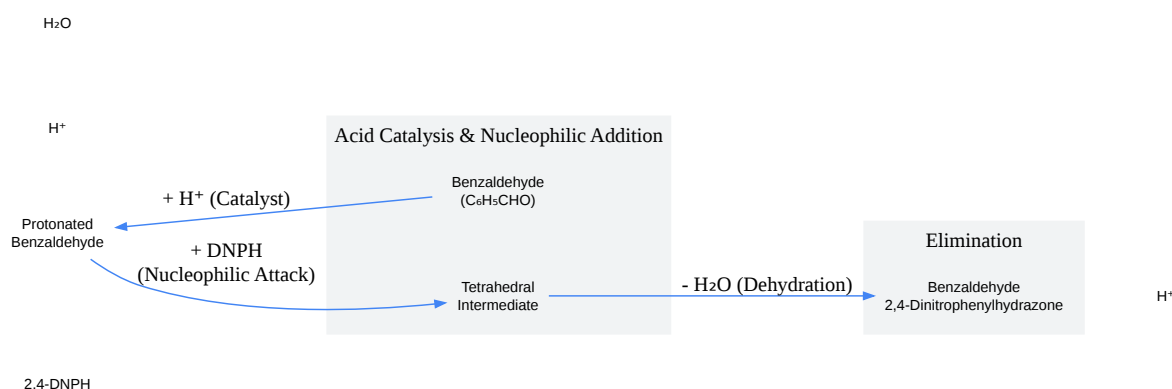 H₂O
H⁺
Acid Catalysis & Nucleophilic Addition
Benzaldehyde
(C₆H₅CHO)
+ H⁺ (Catalyst)
Protonated
Benzaldehyde
+ DNPH
(Nucleophilic Attack)
Tetrahedral
Intermediate
- H₂O (Dehydration)
Elimination
Benzaldehyde
2,4-Dinitrophenylhydrazone
H⁺
2,4-DNPH